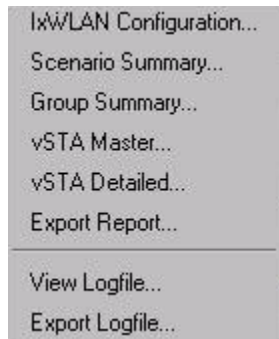 IxWLAN Configuration...
Scenario Summary...
Group Summary...
vSTA Master...
vSTA Detailed...
Export Report...
View Logfile...
Export Logfile...